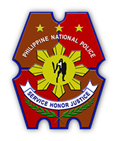 PHILIPPINE NATIONAL POLICE
SERVICE HONOR JUSTICE